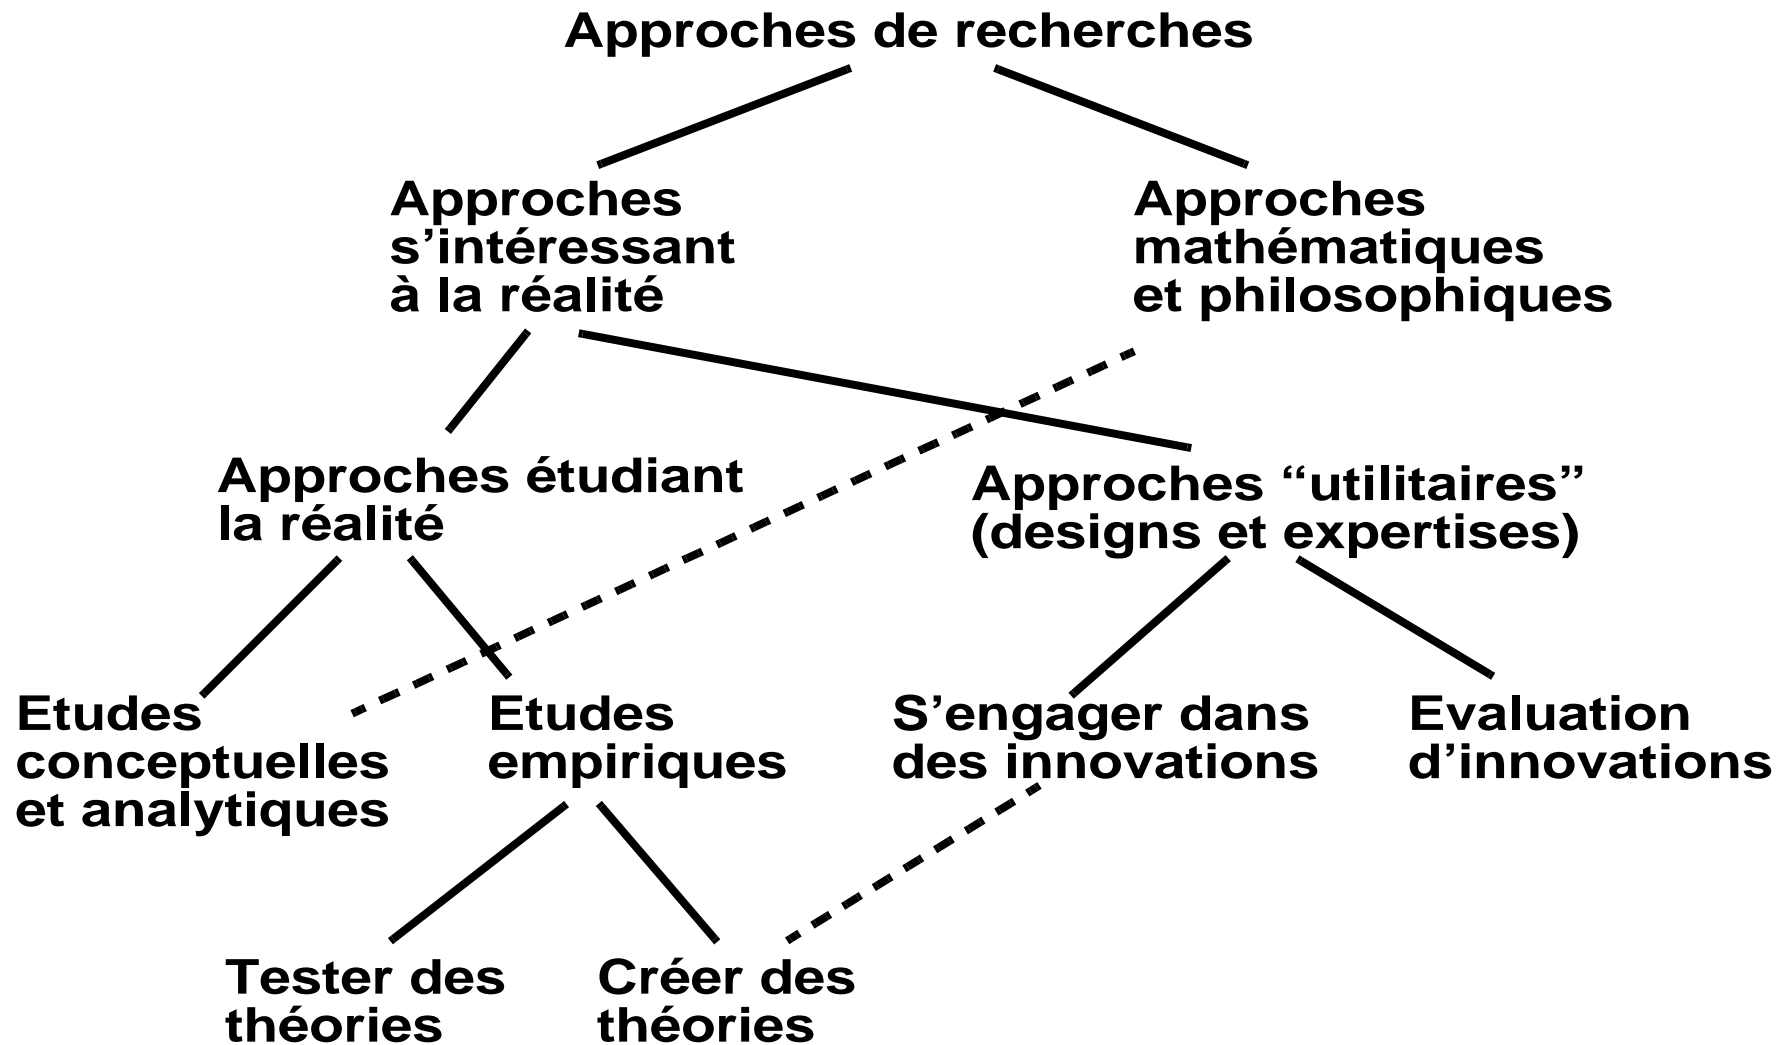 Approches de recherches
Approches
s’intéressant
à la réalité
Approches
mathématiques
et philosophiques
Approches étudiant
la réalité
Approches “utilitaires”
(designs et expertises)
Etudes
conceptuelles
et analytiques
Etudes
empiriques
S’engager dans
des innovations
Evaluation
d’innovations
Tester des
théories
Créer des
théories